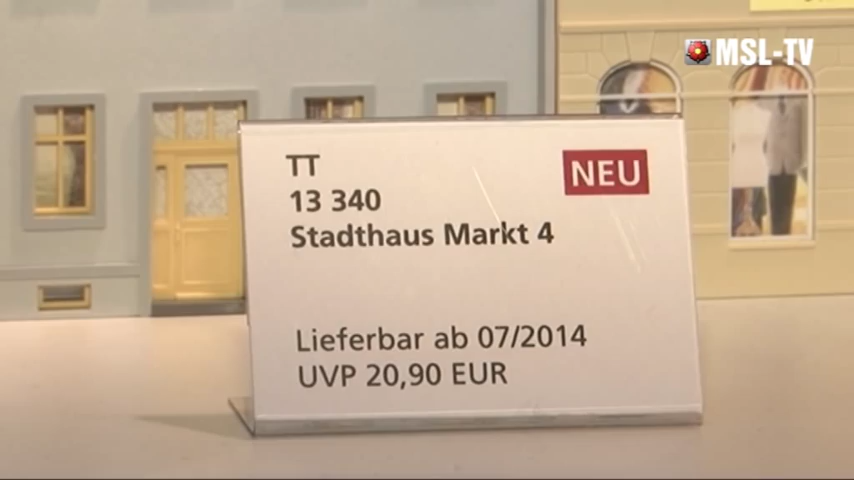 MSL-TV
TT
NEU
13 340
Stadthaus Markt 4
Lieferbar ab 07/2014
UVP 20,90 EUR